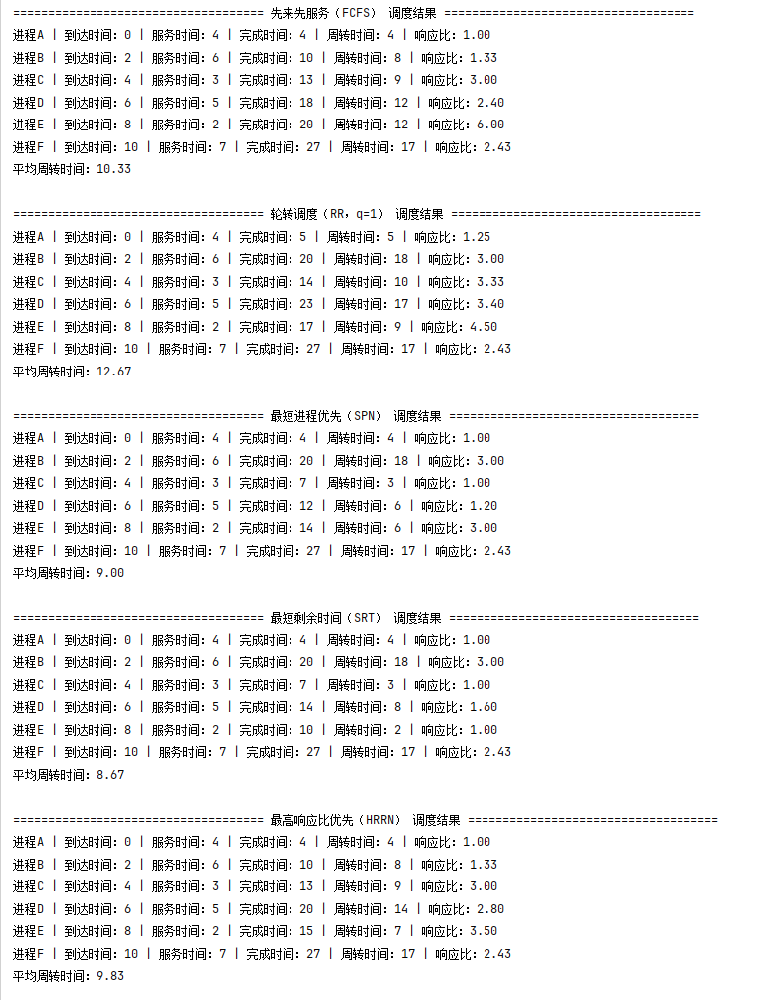 ==================================== 先来先服务（FCFS） 调度结果 ====================================
进程A | 到达时间：0 | 服务时间：4 | 完成时间：4 | 周转时间：4 | 响应比：1.00
进程B | 到达时间：2 | 服务时间：6 | 完成时间：10 | 周转时间：8 | 响应比：1.33
进程C | 到达时间：4 | 服务时间：3 | 完成时间：13 | 周转时间：9 | 响应比：3.00
进程D | 到达时间：6 | 服务时间：5 | 完成时间：18 | 周转时间：12 | 响应比：2.40
进程E | 到达时间：8 | 服务时间：2 | 完成时间：20 | 周转时间：12 | 响应比：6.00
进程F | 到达时间：10 | 服务时间：7 | 完成时间：27 | 周转时间：17 | 响应比：2.43
平均周转时间：10.33
==================================== 轮转调度（RR，q=1） 调度结果 ====================================
进程A | 到达时间：0 | 服务时间：4 | 完成时间：5 | 周转时间：5 | 响应比：1.25
进程B | 到达时间：2 | 服务时间：6 | 完成时间：20 | 周转时间：18 | 响应比：3.00
进程C | 到达时间：4 | 服务时间：3 | 完成时间：14 | 周转时间：10 | 响应比：3.33
进程D | 到达时间：6 | 服务时间：5 | 完成时间：23 | 周转时间：17 | 响应比：3.40
进程E | 到达时间：8 | 服务时间：2 | 完成时间：17 | 周转时间：9 | 响应比：4.50
进程F | 到达时间：10 | 服务时间：7 | 完成时间：27 | 周转时间：17 | 响应比：2.43
平均周转时间：12.67
==================================== 最短进程优先（SPN） 调度结果 ====================================
进程A | 到达时间：0 | 服务时间：4 | 完成时间：4 | 周转时间：4 | 响应比：1.00
进程B | 到达时间：2 | 服务时间：6 | 完成时间：20 | 周转时间：18 | 响应比：3.00
进程C | 到达时间：4 | 服务时间：3 | 完成时间：7 | 周转时间：3 | 响应比：1.00
进程D | 到达时间：6 | 服务时间：5 | 完成时间：12 | 周转时间：6 | 响应比：1.20
进程E | 到达时间：8 | 服务时间：2 | 完成时间：14 | 周转时间：6 | 响应比：3.00
进程F | 到达时间：10 | 服务时间：7 | 完成时间：27 | 周转时间：17 | 响应比：2.43
平均周转时间：9.00
==================================== 最短剩余时间（SRT） 调度结果 ====================================
进程A | 到达时间：0 | 服务时间：4 | 完成时间：4 | 周转时间：4 | 响应比：1.00
进程B | 到达时间：2 | 服务时间：6 | 完成时间：20 | 周转时间：18 | 响应比：3.00
进程C | 到达时间：4 | 服务时间：3 | 完成时间：7 | 周转时间：3 | 响应比：1.00
进程D | 到达时间：6 | 服务时间：5 | 完成时间：14 | 周转时间：8 | 响应比：1.60
进程E | 到达时间：8 | 服务时间：2 | 完成时间：10 | 周转时间：2 | 响应比：1.00
进程F | 到达时间：10 | 服务时间：7 | 完成时间：27 | 周转时间：17 | 响应比：2.43
平均周转时间：8.67
==================================== 最高响应比优先（HRRN） 调度结果 ====================================
进程A | 到达时间：0 | 服务时间：4 | 完成时间：4 | 周转时间：4 | 响应比：1.00
进程B | 到达时间：2 | 服务时间：6 | 完成时间：10 | 周转时间：8 | 响应比：1.33
进程C | 到达时间：4 | 服务时间：3 | 完成时间：13 | 周转时间：9 | 响应比：3.00
进程D | 到达时间：6 | 服务时间：5 | 完成时间：20 | 周转时间：14 | 响应比：2.80
进程E | 到达时间：8 | 服务时间：2 | 完成时间：15 | 周转时间：7 | 响应比：3.50
进程F | 到达时间：10 | 服务时间：7 | 完成时间：27 | 周转时间：17 | 响应比：2.43
平均周转时间：9.83